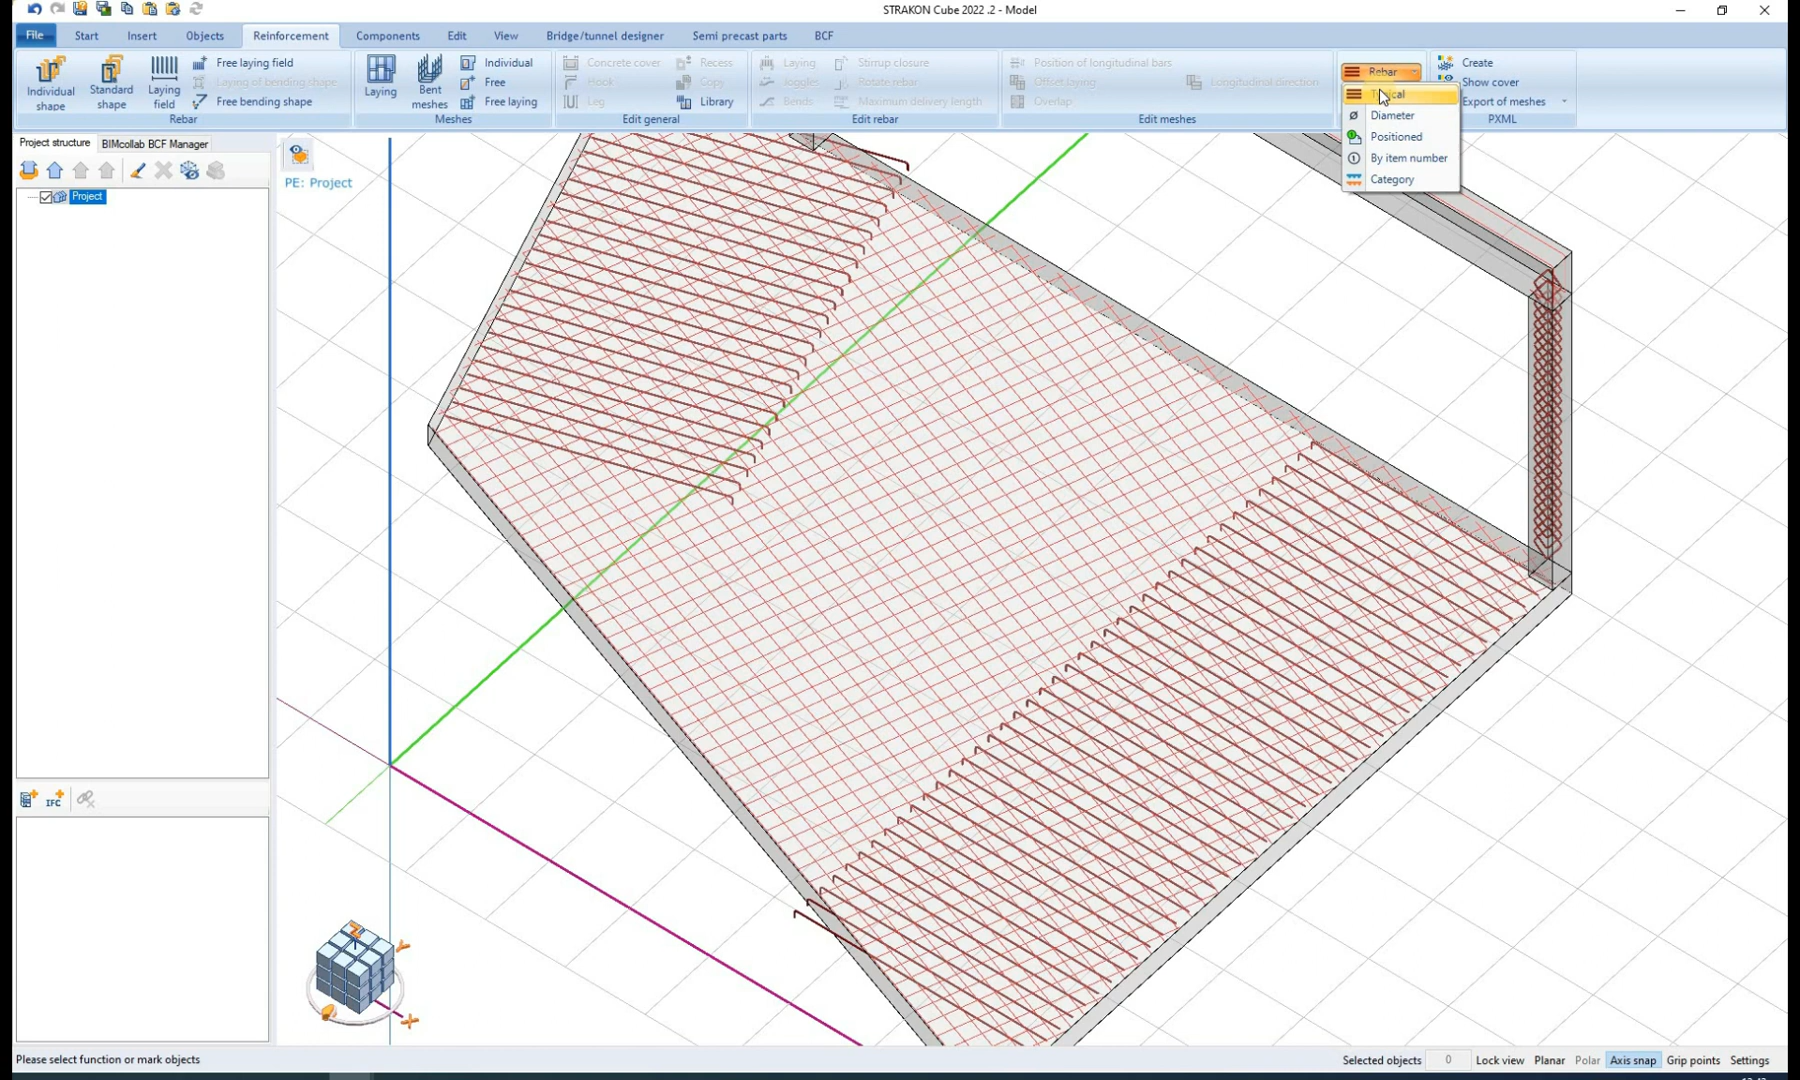 STRAKON Cube 2022 .2 - Model
File Start Insert Objects Reinforcement Components Edit View Bridge/tunnel designer Semi precast parts BCF
Individual shape
Standard shape
Laying field
Free laying field
Laying of bending shape
Free bending shape
Rebar
Laying
Bent meshes
Individual
Free
Free laying
Meshes
Concrete cover
Hook
Leg
Recess
Copy
Library
Edit general
Laying
Toggles
Bends
Stirrup closure
Rotate rebar
Maximum delivery length
Edit rebar
Position of longitudinal bars
Offset laying
Overlap
Longitudinal direction
Edit meshes
Rebar
Diameter
Positioned
By item number
Category
Create
Show cover
Export of meshes
PXML
Project structure BIMcollab BCF Manager
IFC
Project
PE: Project
Z
Y
X
Please select function or mark objects
Selected objects 0 Lock view Planar Polar Axis snap Grip points Settings